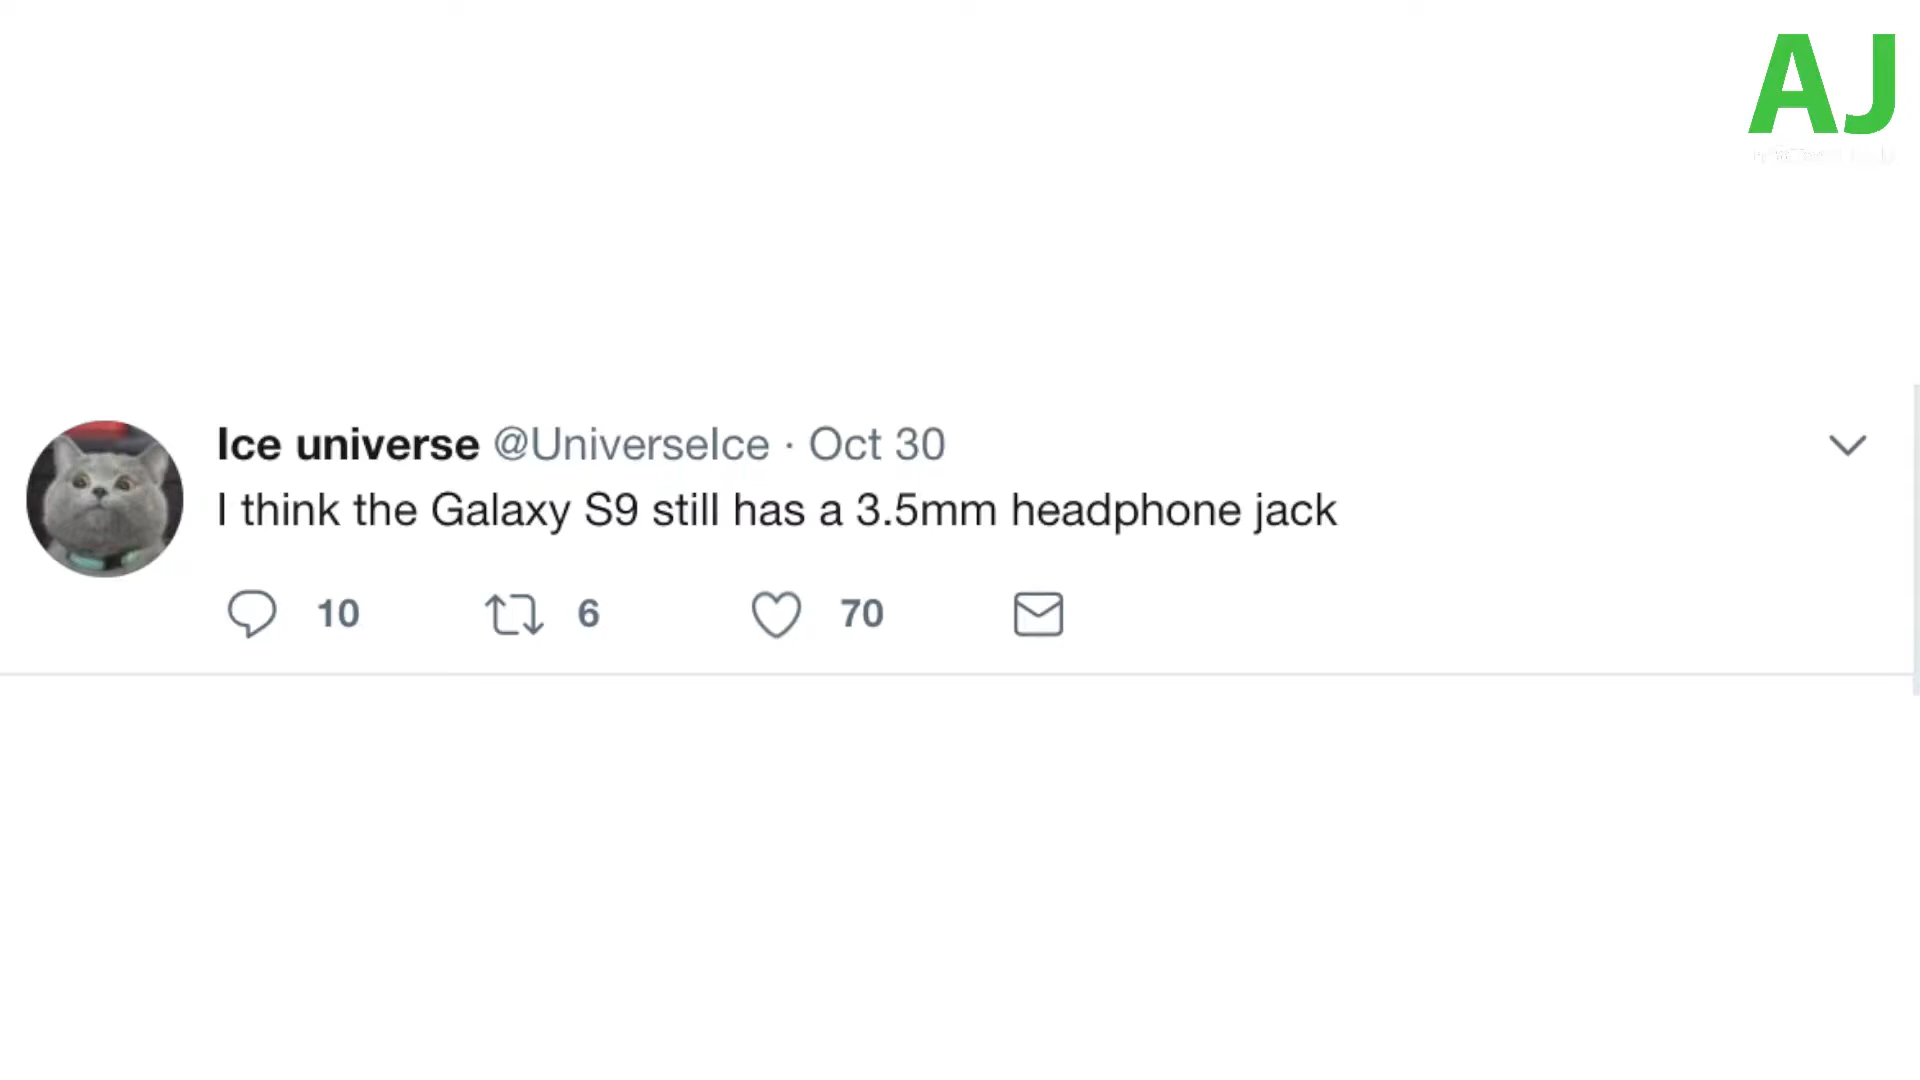 AJ
Ice universe @UniverseIce · Oct 30
I think the Galaxy S9 still has a 3.5mm headphone jack
10 6 70